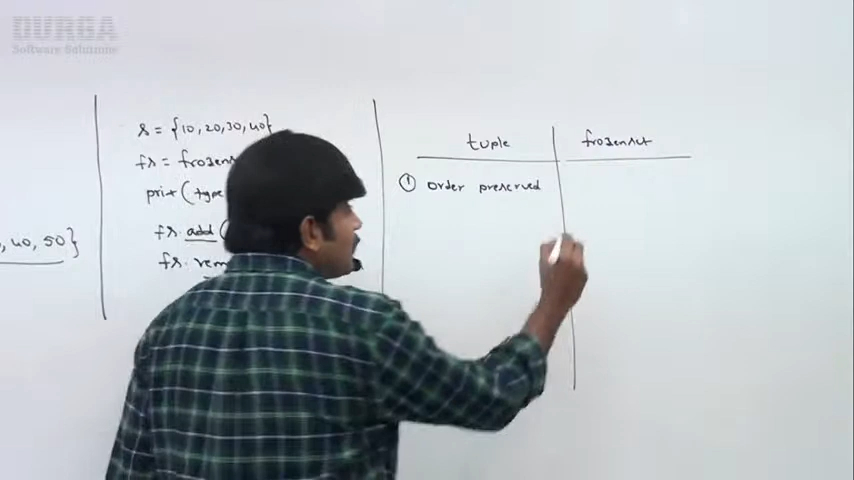 DURGA
Software Solutions
, 40, 50}
s = {10,20,30,40}
fs = frozen
print(type
fs.add(
fs.rem
tuple frozenset
① order preserved